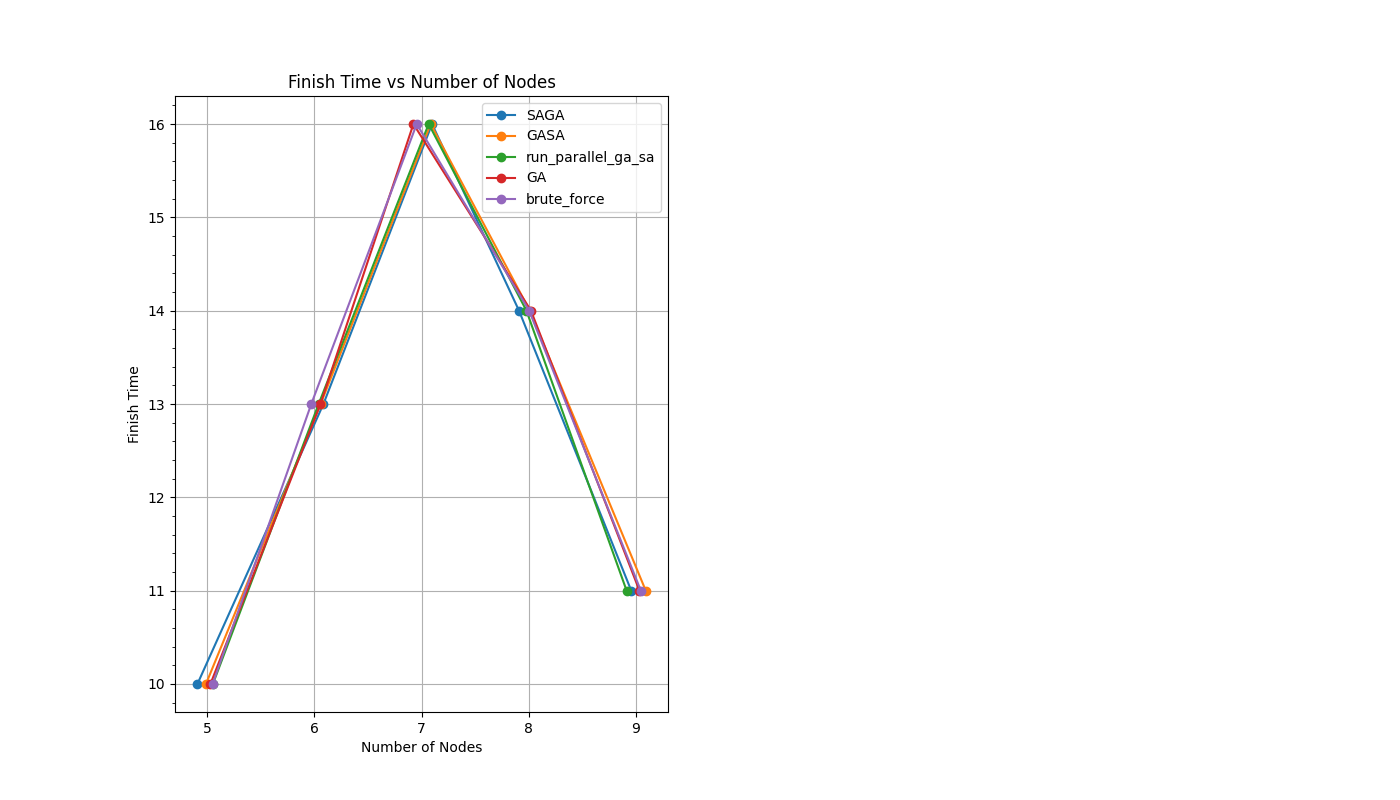 Finish Time vs Number of Nodes
SAGA
GASA
run_parallel_ga_sa
GA
brute_force
16
15
14
13
12
11
10
Finish Time
5 6 7 8 9
Number of Nodes